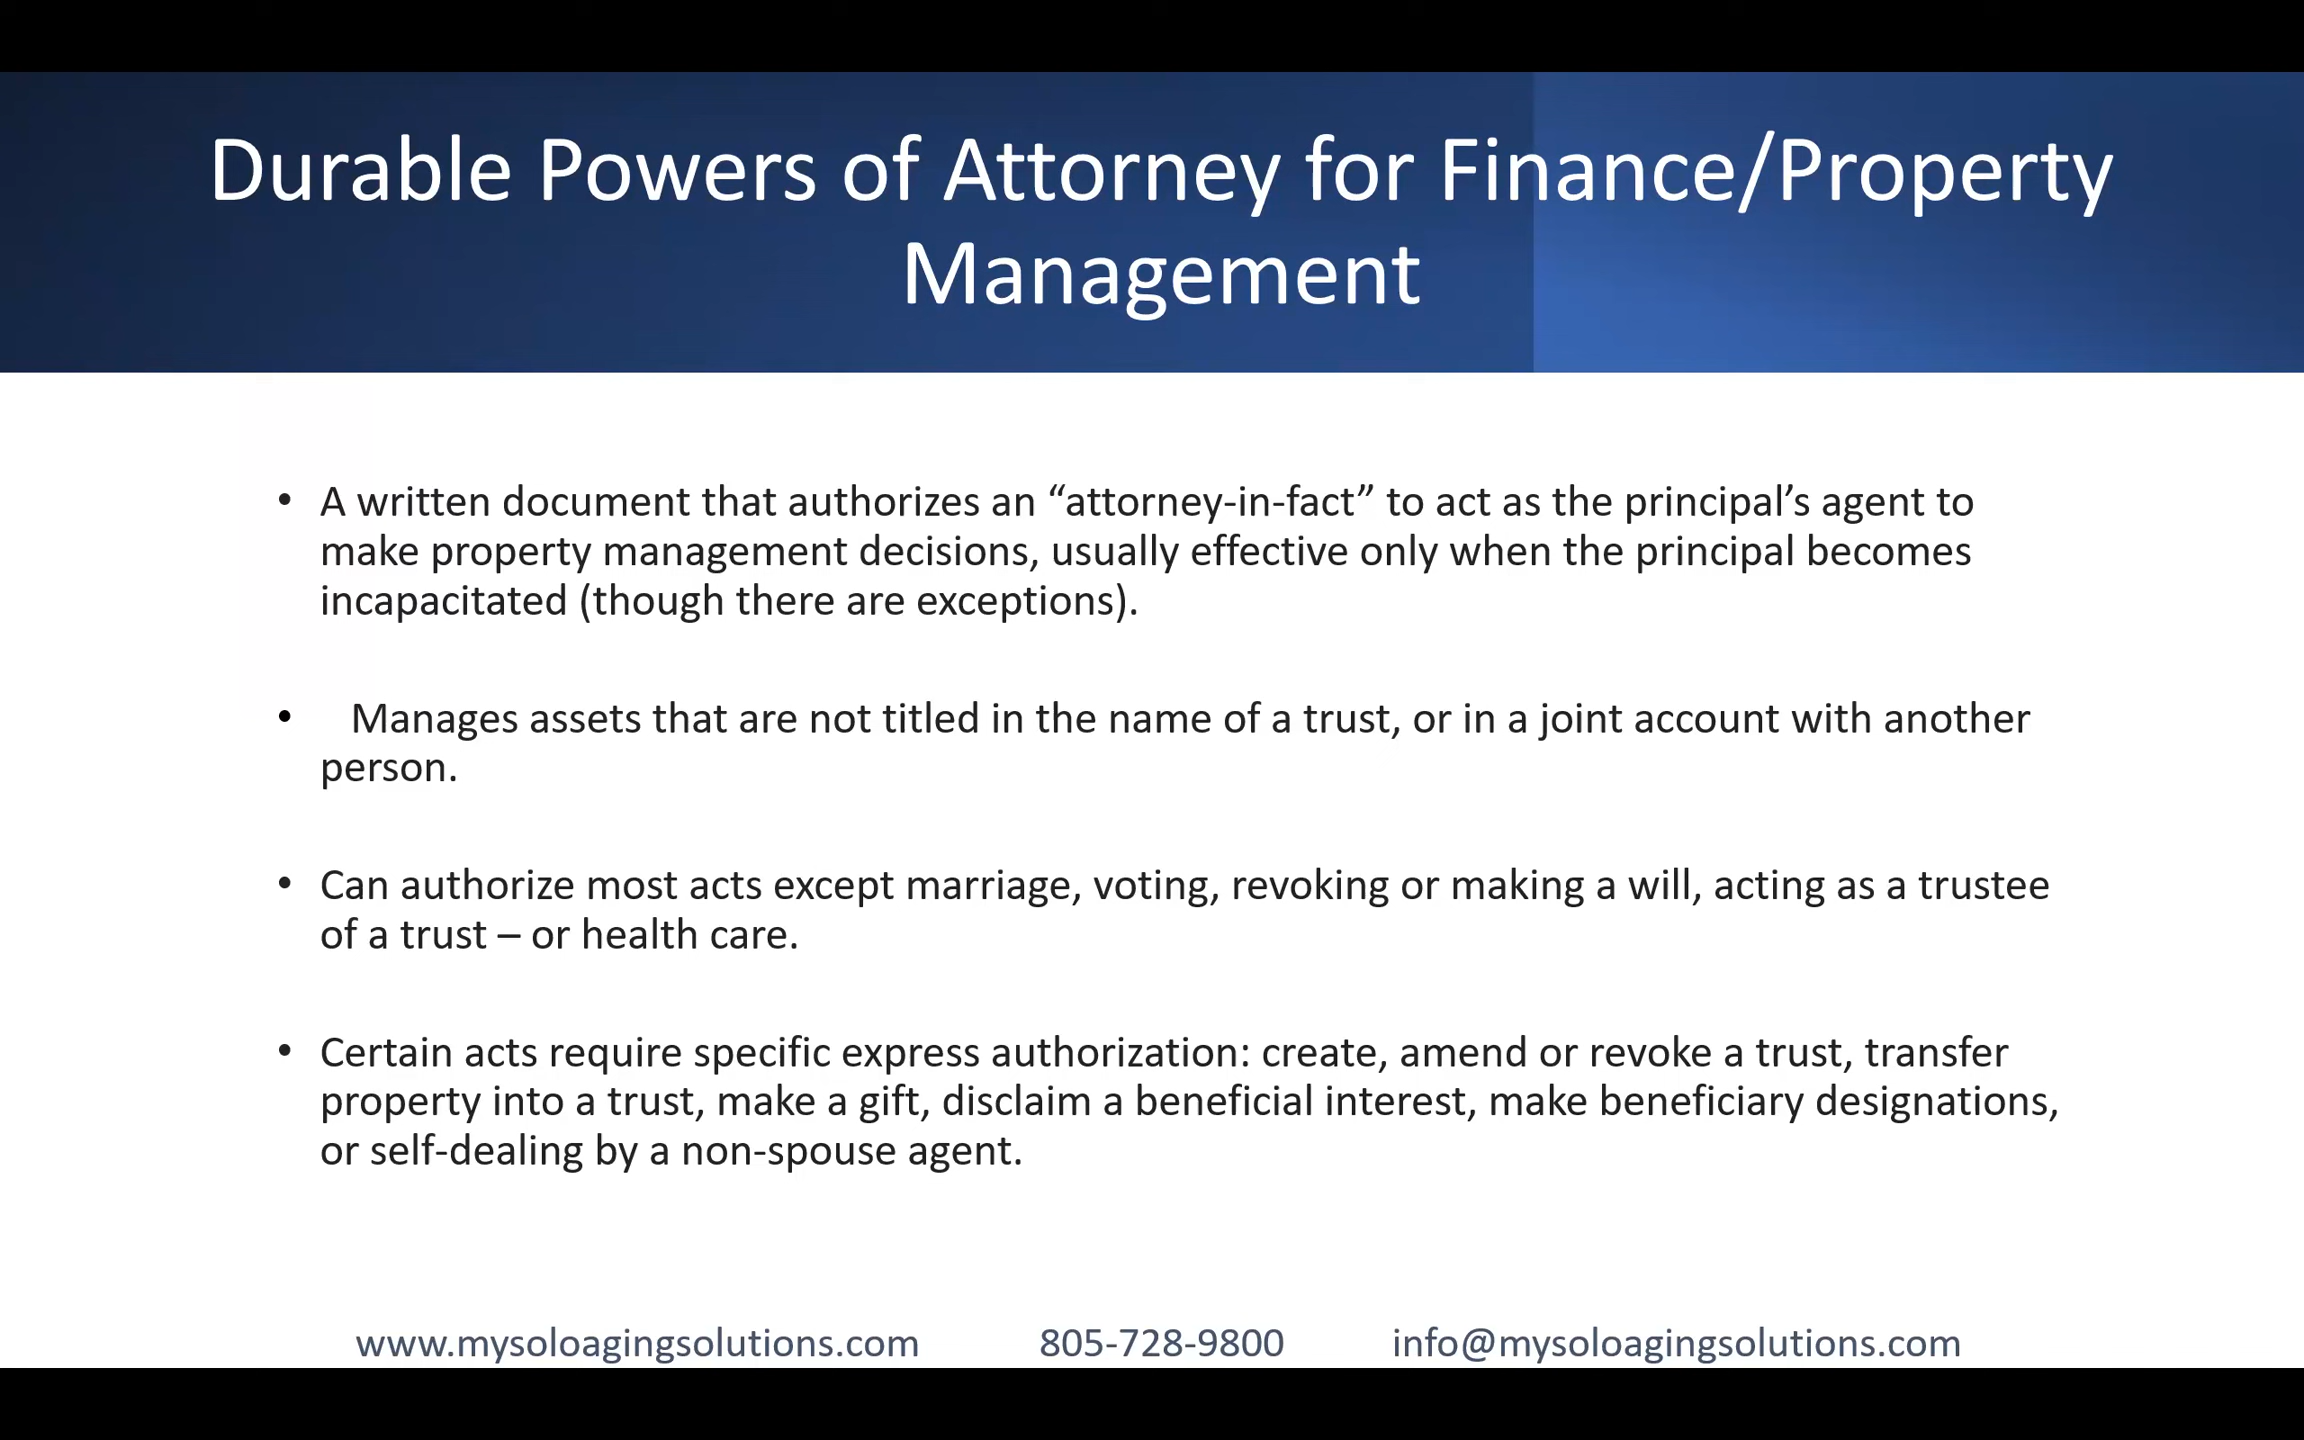 Durable Powers of Attorney for Finance/Property
Management
• A written document that authorizes an “attorney-in-fact” to act as the principal’s agent to
make property management decisions, usually effective only when the principal becomes
incapacitated (though there are exceptions).
• Manages assets that are not titled in the name of a trust, or in a joint account with another
person.
• Can authorize most acts except marriage, voting, revoking or making a will, acting as a trustee
of a trust – or health care.
• Certain acts require specific express authorization: create, amend or revoke a trust, transfer
property into a trust, make a gift, disclaim a beneficial interest, make beneficiary designations,
or self-dealing by a non-spouse agent.
www.mysoloagingsolutions.com 805-728-9800 info@mysoloagingsolutions.com